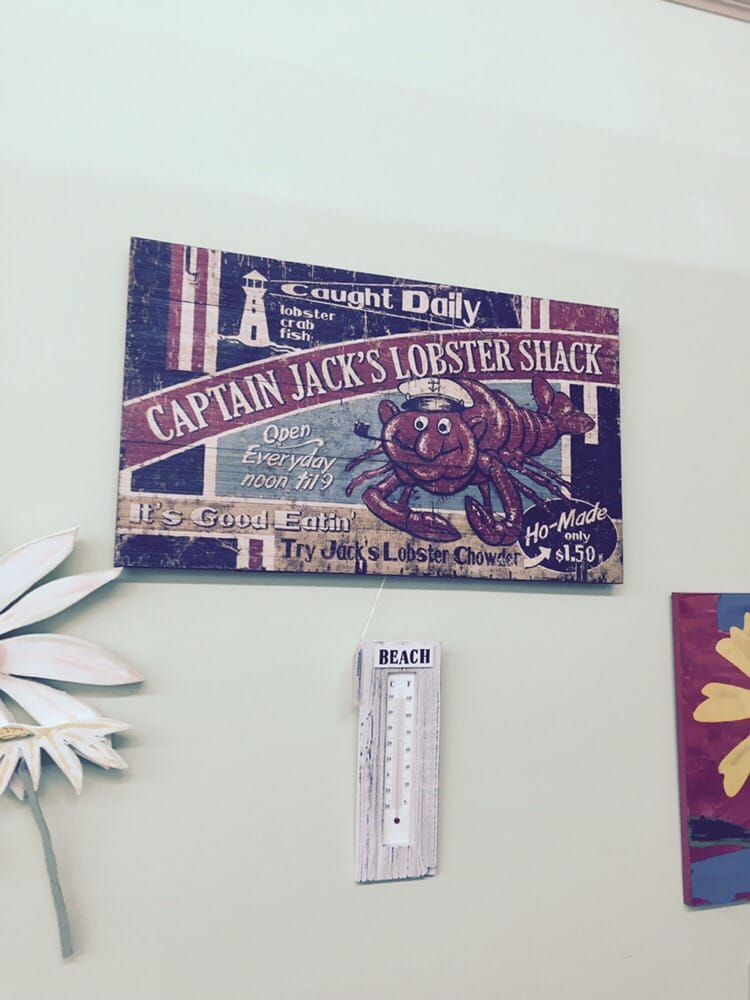 Caught Daily
lobster
crab
fish
CAPTAIN JACK'S LOBSTER SHACK
Open
Everyday
noon til 9
It's Good Eatin'
Try Jack's Lobster Chowder
Ho-Made
only
$1.50
BEACH
C F